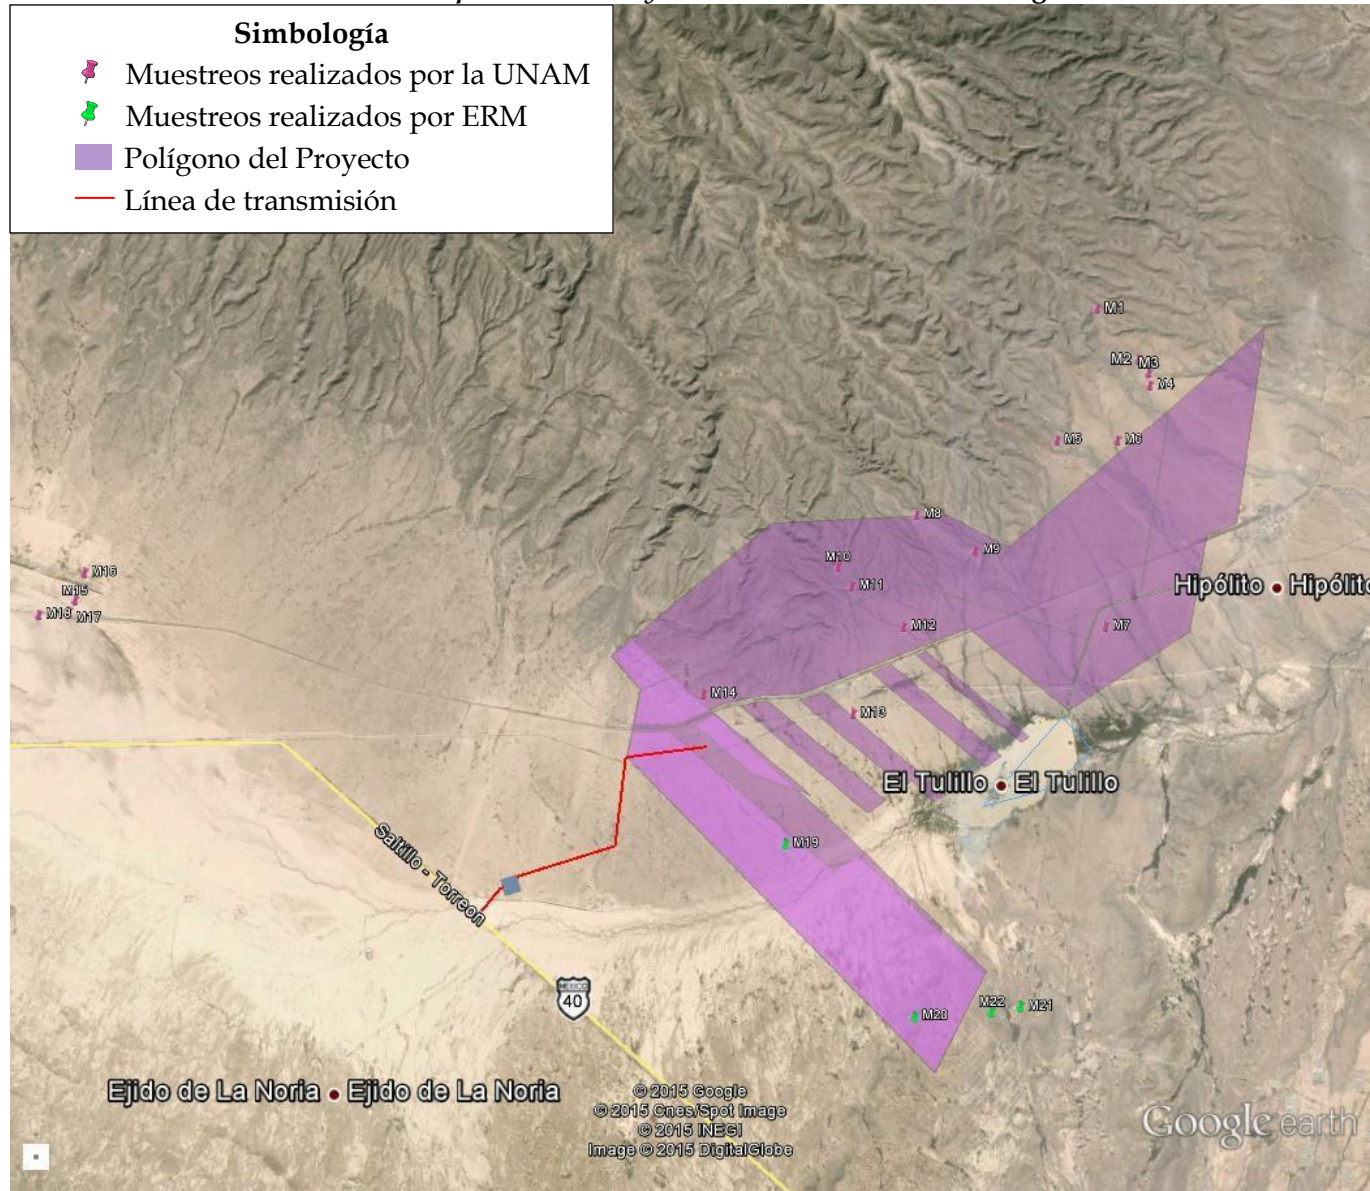 Simbología
Muestreos realizados por la UNAM
Muestreos realizados por ERM
Polígono del Proyecto
Línea de transmisión
M1
M2 M3
M4
M5 M6
M8
M9
M10
M11
M16
M15
M18 M17
Hipólito Hipólito
M12
M7
M14
M13
El Tulillo El Tulillo
Saltillo - Torreon
M19
MEXICO
40
M22 M21
M20
Ejido de La Noria Ejido de La Noria
© 2015 Google
© 2015 Cnes/Spot Image
© 2015 INEGI
Image © 2015 DigitalGlobe
Google earth